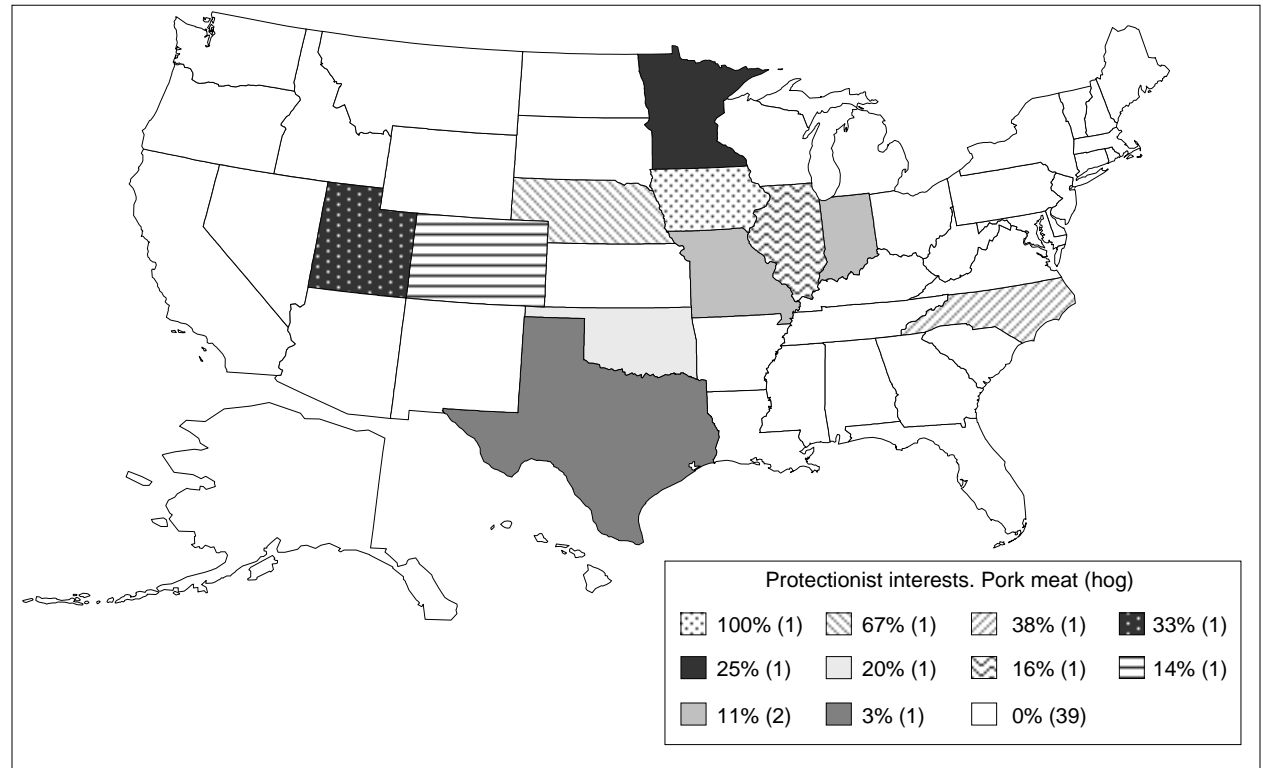 Protectionist interests. Pork meat (hog)
100% (1) 67% (1) 38% (1) 33% (1)
25% (1) 20% (1) 16% (1) 14% (1)
11% (2) 3% (1) 0% (39)